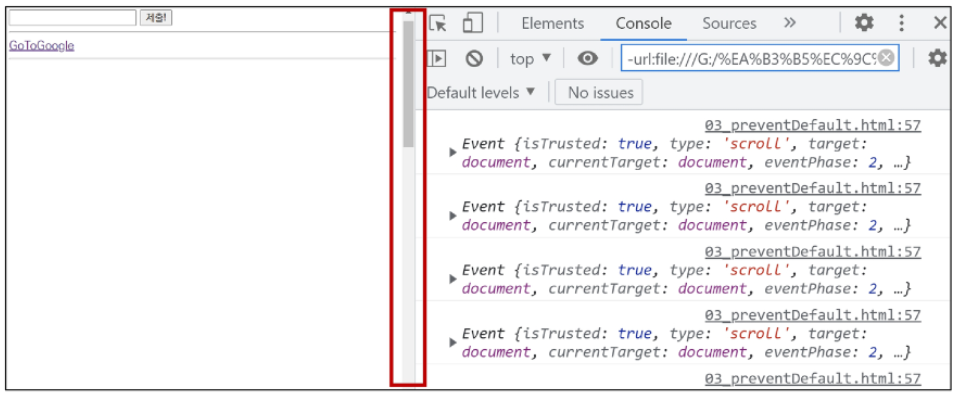 저출!
GoToGoogle
Elements Console Sources »
top ▼ -url:file:///G:/%EA%B3%B5%EC%9C%
Default levels ▼ No issues
03_preventDefault.html:57
▶ Event {isTrusted: true, type: 'scroll', target:
document, currentTarget: document, eventPhase: 2, …}
03_preventDefault.html:57
▶ Event {isTrusted: true, type: 'scroll', target:
document, currentTarget: document, eventPhase: 2, …}
03_preventDefault.html:57
▶ Event {isTrusted: true, type: 'scroll', target:
document, currentTarget: document, eventPhase: 2, …}
03_preventDefault.html:57
▶ Event {isTrusted: true, type: 'scroll', target:
document, currentTarget: document, eventPhase: 2, …}
03_preventDefault.html:57